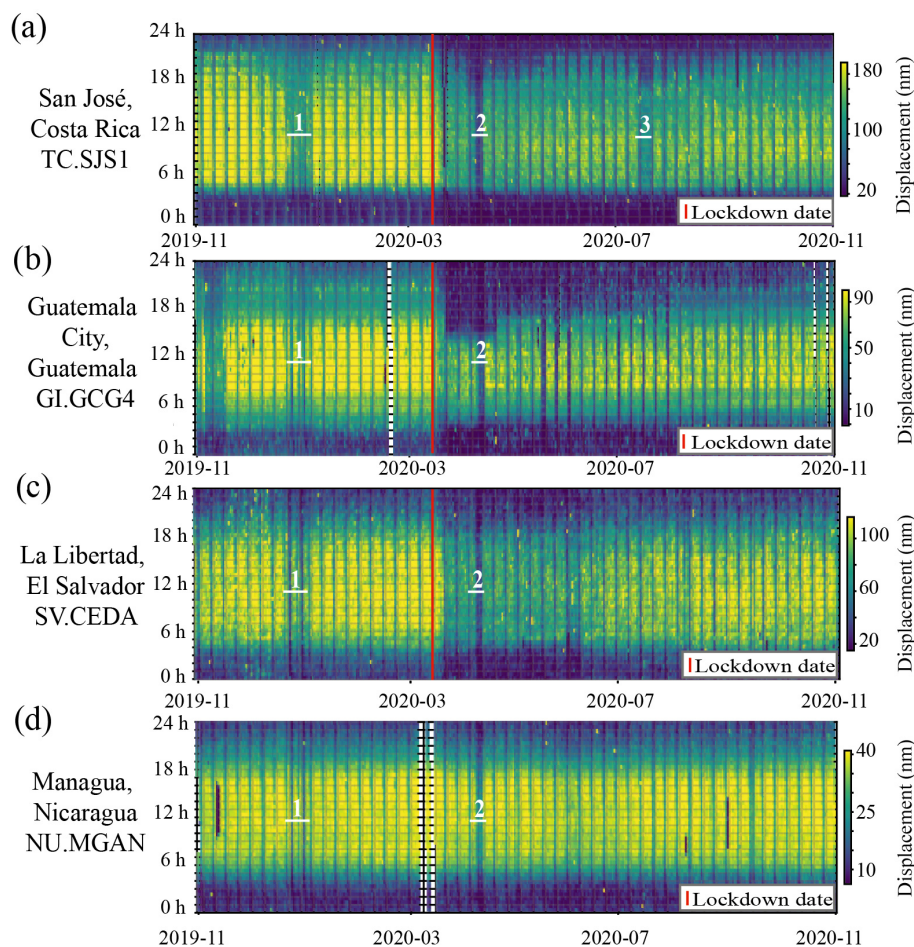 (a)
San José,
Costa Rica
TC.SJS1
24 h
18 h
12 h
6 h
0 h
1
2
3
Lockdown date
2019-11
2020-03
2020-07
2020-11
180
100
20
Displacement (nm)
(b)
Guatemala
City,
Guatemala
GI.GCG4
24 h
18 h
12 h
6 h
0 h
1
2
Lockdown date
2019-11
2020-03
2020-07
2020-11
90
50
10
Displacement (nm)
(c)
La Libertad,
El Salvador
SV.CEDA
24 h
18 h
12 h
6 h
0 h
1
2
Lockdown date
2019-11
2020-03
2020-07
2020-11
100
60
20
Displacement (nm)
(d)
Managua,
Nicaragua
NU.MGAN
24 h
18 h
12 h
6 h
0 h
1
2
Lockdown date
2019-11
2020-03
2020-07
2020-11
40
25
10
Displacement (nm)